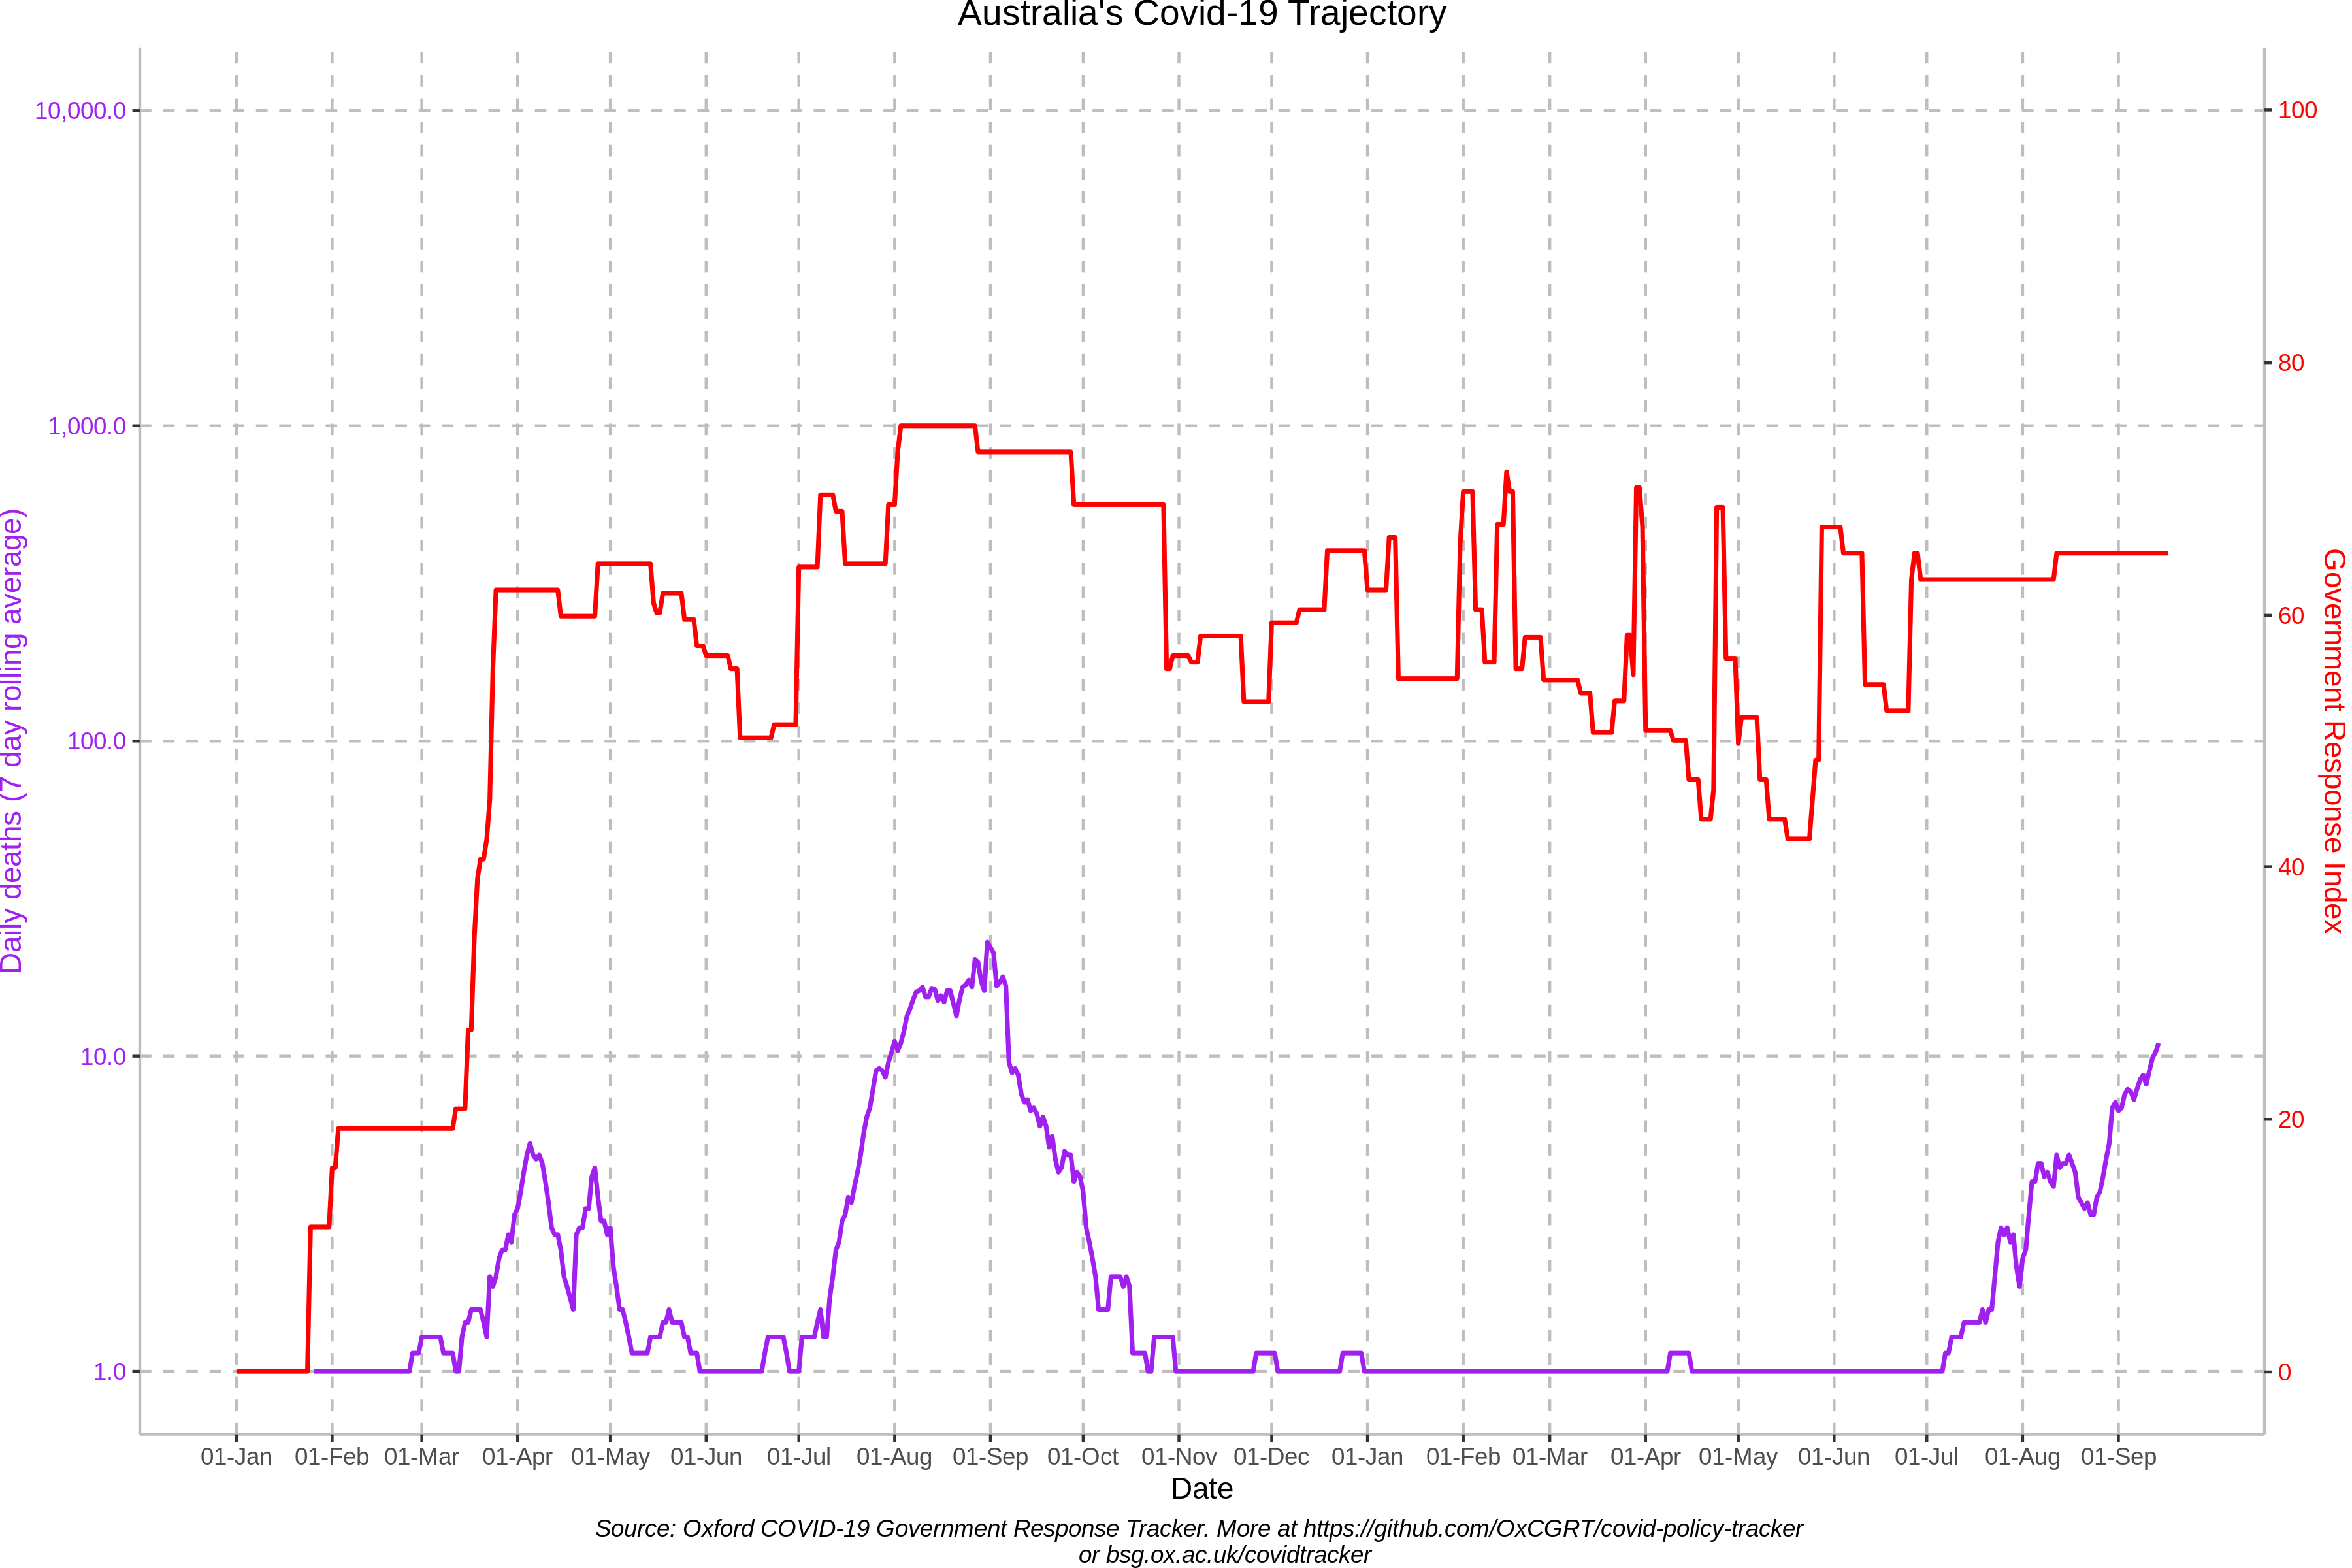 Australia's Covid-19 Trajectory
10,000.0
1,000.0
100.0
10.0
1.0
Daily deaths (7 day rolling average)
100
80
60
40
20
0
Government Response Index
01-Jan 01-Feb 01-Mar 01-Apr 01-May 01-Jun 01-Jul 01-Aug 01-Sep 01-Oct 01-Nov 01-Dec 01-Jan 01-Feb 01-Mar 01-Apr 01-May 01-Jun 01-Jul 01-Aug 01-Sep
Date
Source: Oxford COVID-19 Government Response Tracker. More at https://github.com/OxCGRT/covid-policy-tracker
or bsg.ox.ac.uk/covidtracker